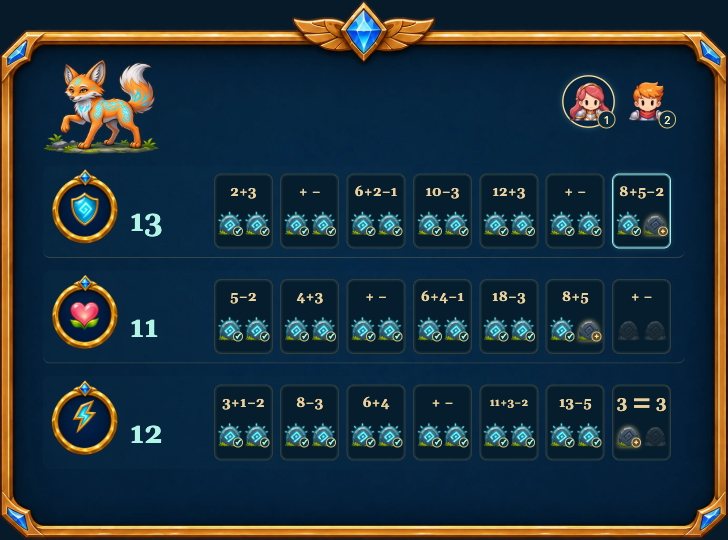 1 2
13 2+3 + − 6+2−1 10−3 12+3 + − 8+5−2
11 5−2 4+3 + − 6+4−1 18−3 8+5 + −
12 3+1−2 8−3 6+4 + − 11+3−2 13−5 3 = 3